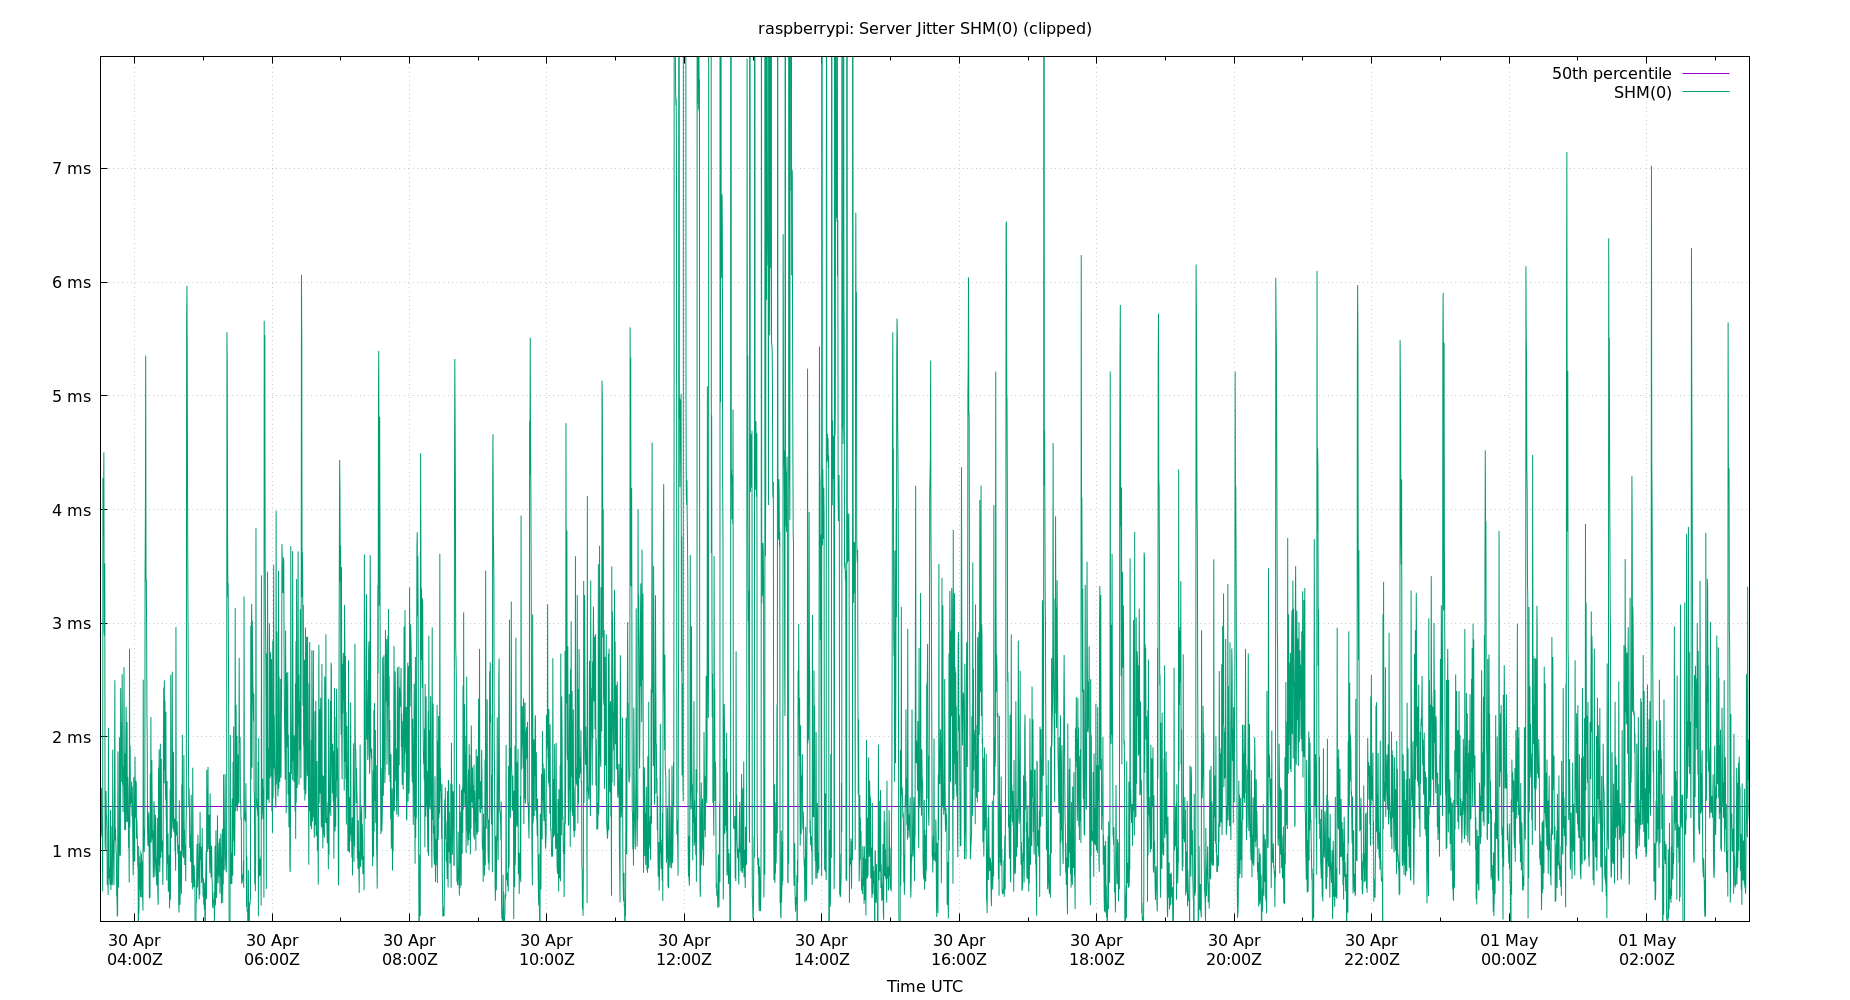 raspberrypi: Server Jitter SHM(0) (clipped)
50th percentile
SHM(0)
7 ms
6 ms
5 ms
4 ms
3 ms
2 ms
1 ms
30 Apr 30 Apr 30 Apr 30 Apr 30 Apr 30 Apr 30 Apr 30 Apr 30 Apr 30 Apr 01 May 01 May
04:00Z 06:00Z 08:00Z 10:00Z 12:00Z 14:00Z 16:00Z 18:00Z 20:00Z 22:00Z 00:00Z 02:00Z
Time UTC